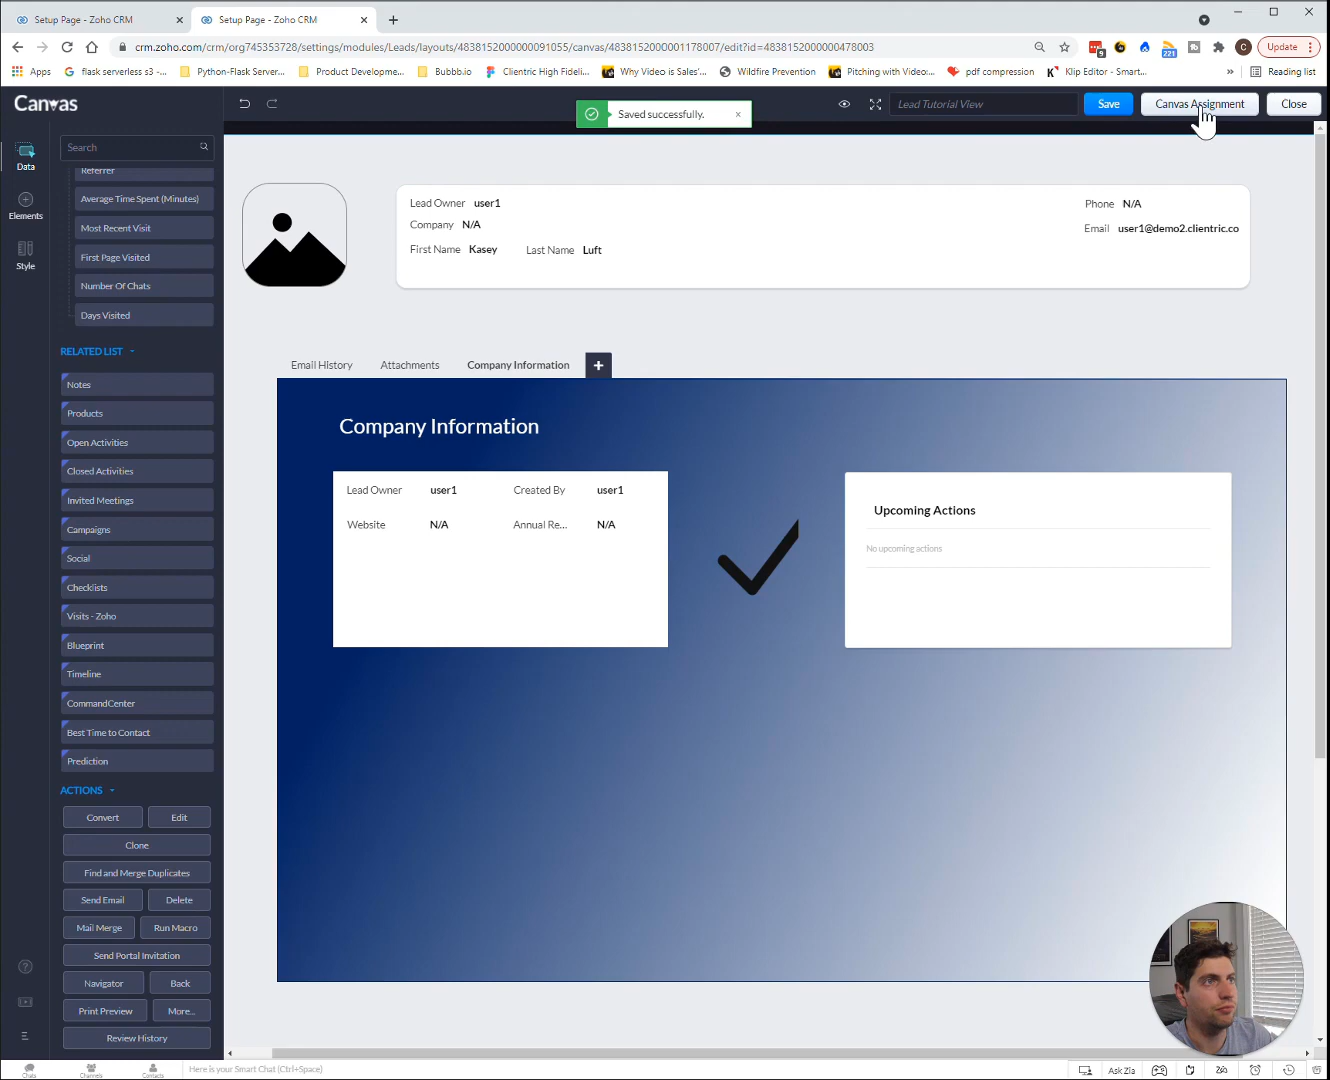 Setup Page - Zoho CRM
Setup Page - Zoho CRM
crm.zoho.com/crm/org745353728/settings/modules/Leads/layouts/4838152000000091055/canvas/4838152000001178007/edit?id=4838152000000478003
C
Update
Apps
flask serverless s3 -...
Python-Flask Server...
Product Developme...
Bubbb.io
Clientric High Fideli...
Why Video is Sales'...
Wildfire Prevention
Pitching with Video:...
pdf compression
Klip Editor - Smart...
»
Reading list
9
221
Canvas
Saved successfully.
Lead Tutorial View
Save
Canvas Assignment
Close
Data
Elements
Style
Search
Referrer
Average Time Spent (Minutes)
Most Recent Visit
First Page Visited
Number Of Chats
Days Visited
RELATED LIST
Notes
Products
Open Activities
Closed Activities
Invited Meetings
Campaigns
Social
Checklists
Visits - Zoho
Blueprint
Timeline
CommandCenter
Best Time to Contact
Prediction
ACTIONS
Convert
Edit
Clone
Find and Merge Duplicates
Send Email
Delete
Mail Merge
Run Macro
Send Portal Invitation
Navigator
Back
Print Preview
More...
Review History
Lead Owner user1
Company N/A
First Name Kasey Last Name Luft
Phone N/A
Email user1@demo2.clientric.co
Email History
Attachments
Company Information
Company Information
Lead Owner user1 Created By user1
Website N/A Annual Re... N/A
Upcoming Actions
No upcoming actions
Chats
Channels
Contacts
Here is your Smart Chat (Ctrl+Space)
Ask Zia